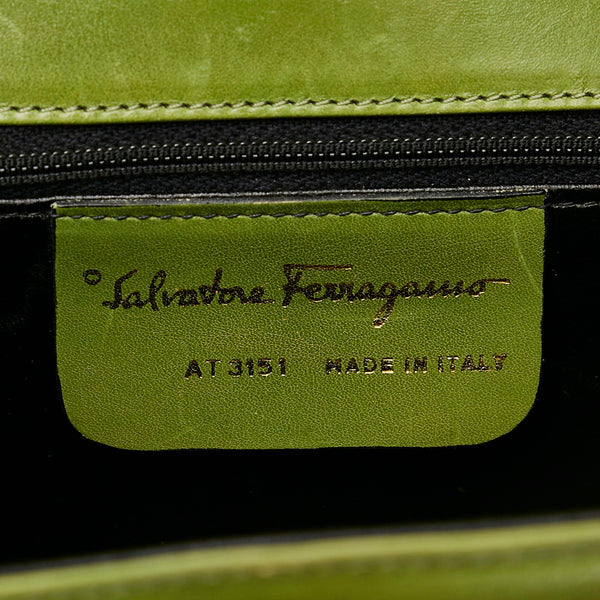 Salvatore Ferragamo
AT 3151 MADE IN ITALY